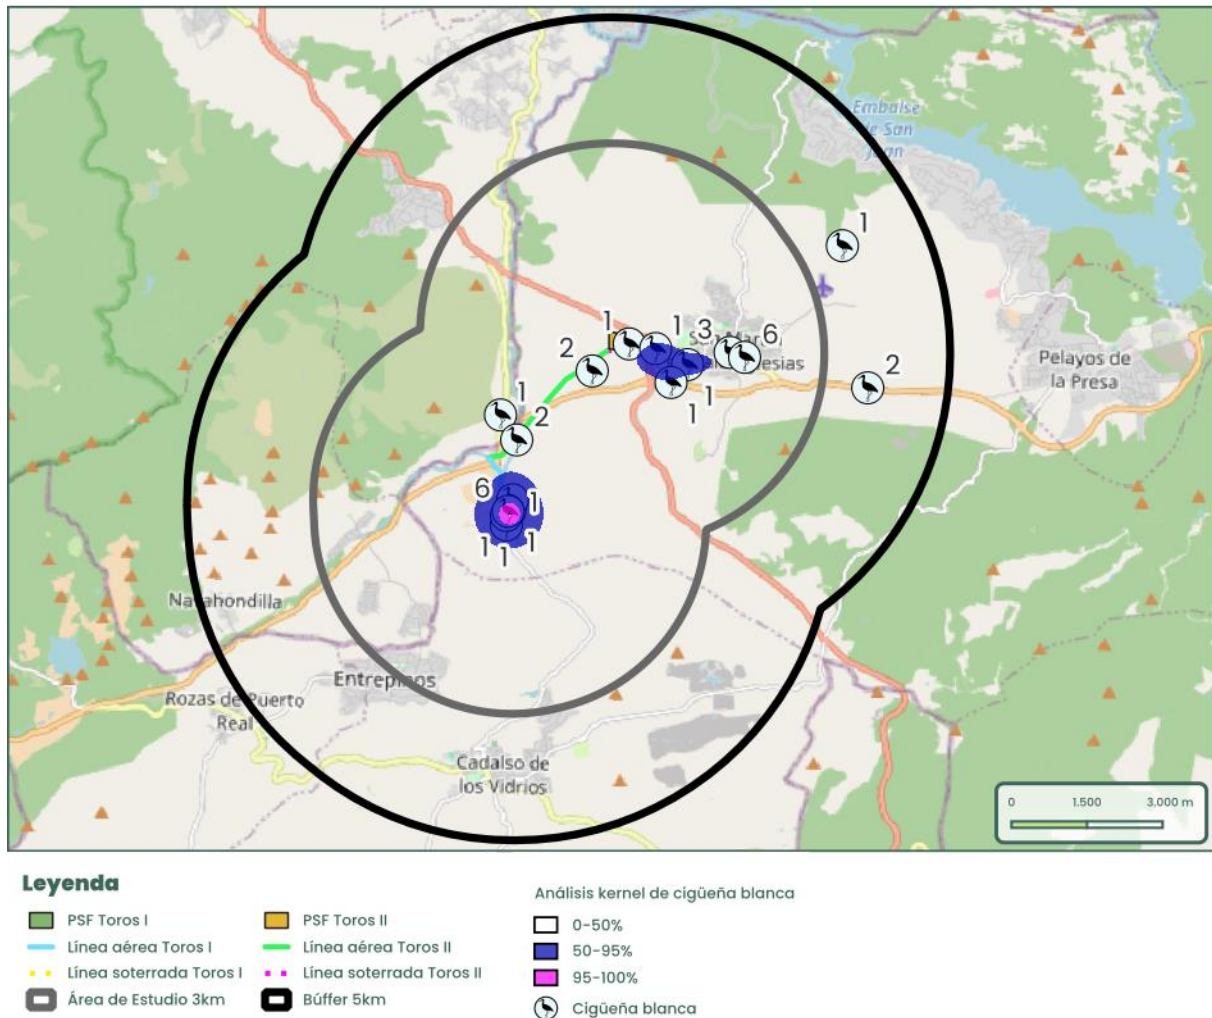 Embalse
de San
Juan
1
1
1
3
6
2
San Mar
Iglesias
Pelayos de
la Presa
2
1
1
1
2
6
1
1
1
1
Navahondilla
Entrepinos
Rozas de Puerto
Real
Cadalso de
los Vidrios
0 1.500 3.000 m
Leyenda
PSF Toros I
Línea aérea Toros I
Línea soterrada Toros I
Área de Estudio 3km
PSF Toros II
Línea aérea Toros II
Línea soterrada Toros II
Búffer 5km
Análisis kernel de cigüeña blanca
0-50%
50-95%
95-100%
Cigüeña blanca